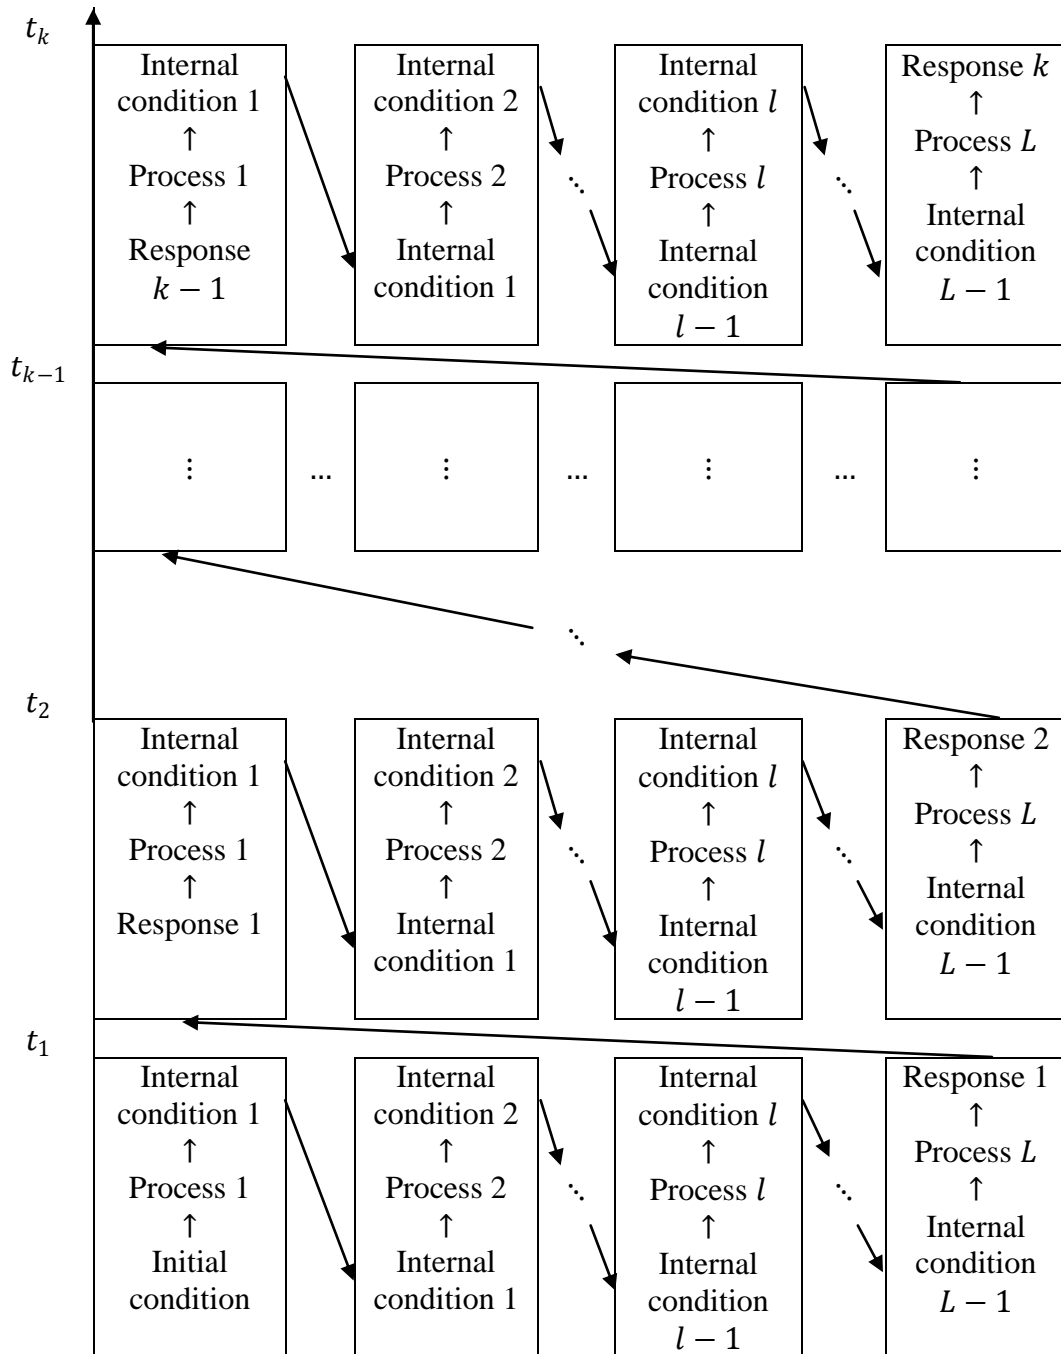 t_k
Internal
condition 1
↑
Process 1
↑
Response
k − 1
Internal
condition 2
↑
Process 2
↑
Internal
condition 1
⋱
Internal
condition l
↑
Process l
↑
Internal
condition
l − 1
⋱
Response k
↑
Process L
↑
Internal
condition
L − 1
t_{k−1}
⋮
...
⋮
...
⋮
...
⋮
⋱
t_2
Internal
condition 1
↑
Process 1
↑
Response 1
Internal
condition 2
↑
Process 2
↑
Internal
condition 1
⋱
Internal
condition l
↑
Process l
↑
Internal
condition
l − 1
⋱
Response 2
↑
Process L
↑
Internal
condition
L − 1
t_1
Internal
condition 1
↑
Process 1
↑
Initial
condition
Internal
condition 2
↑
Process 2
↑
Internal
condition 1
⋱
Internal
condition l
↑
Process l
↑
Internal
condition
l − 1
⋱
Response 1
↑
Process L
↑
Internal
condition
L − 1